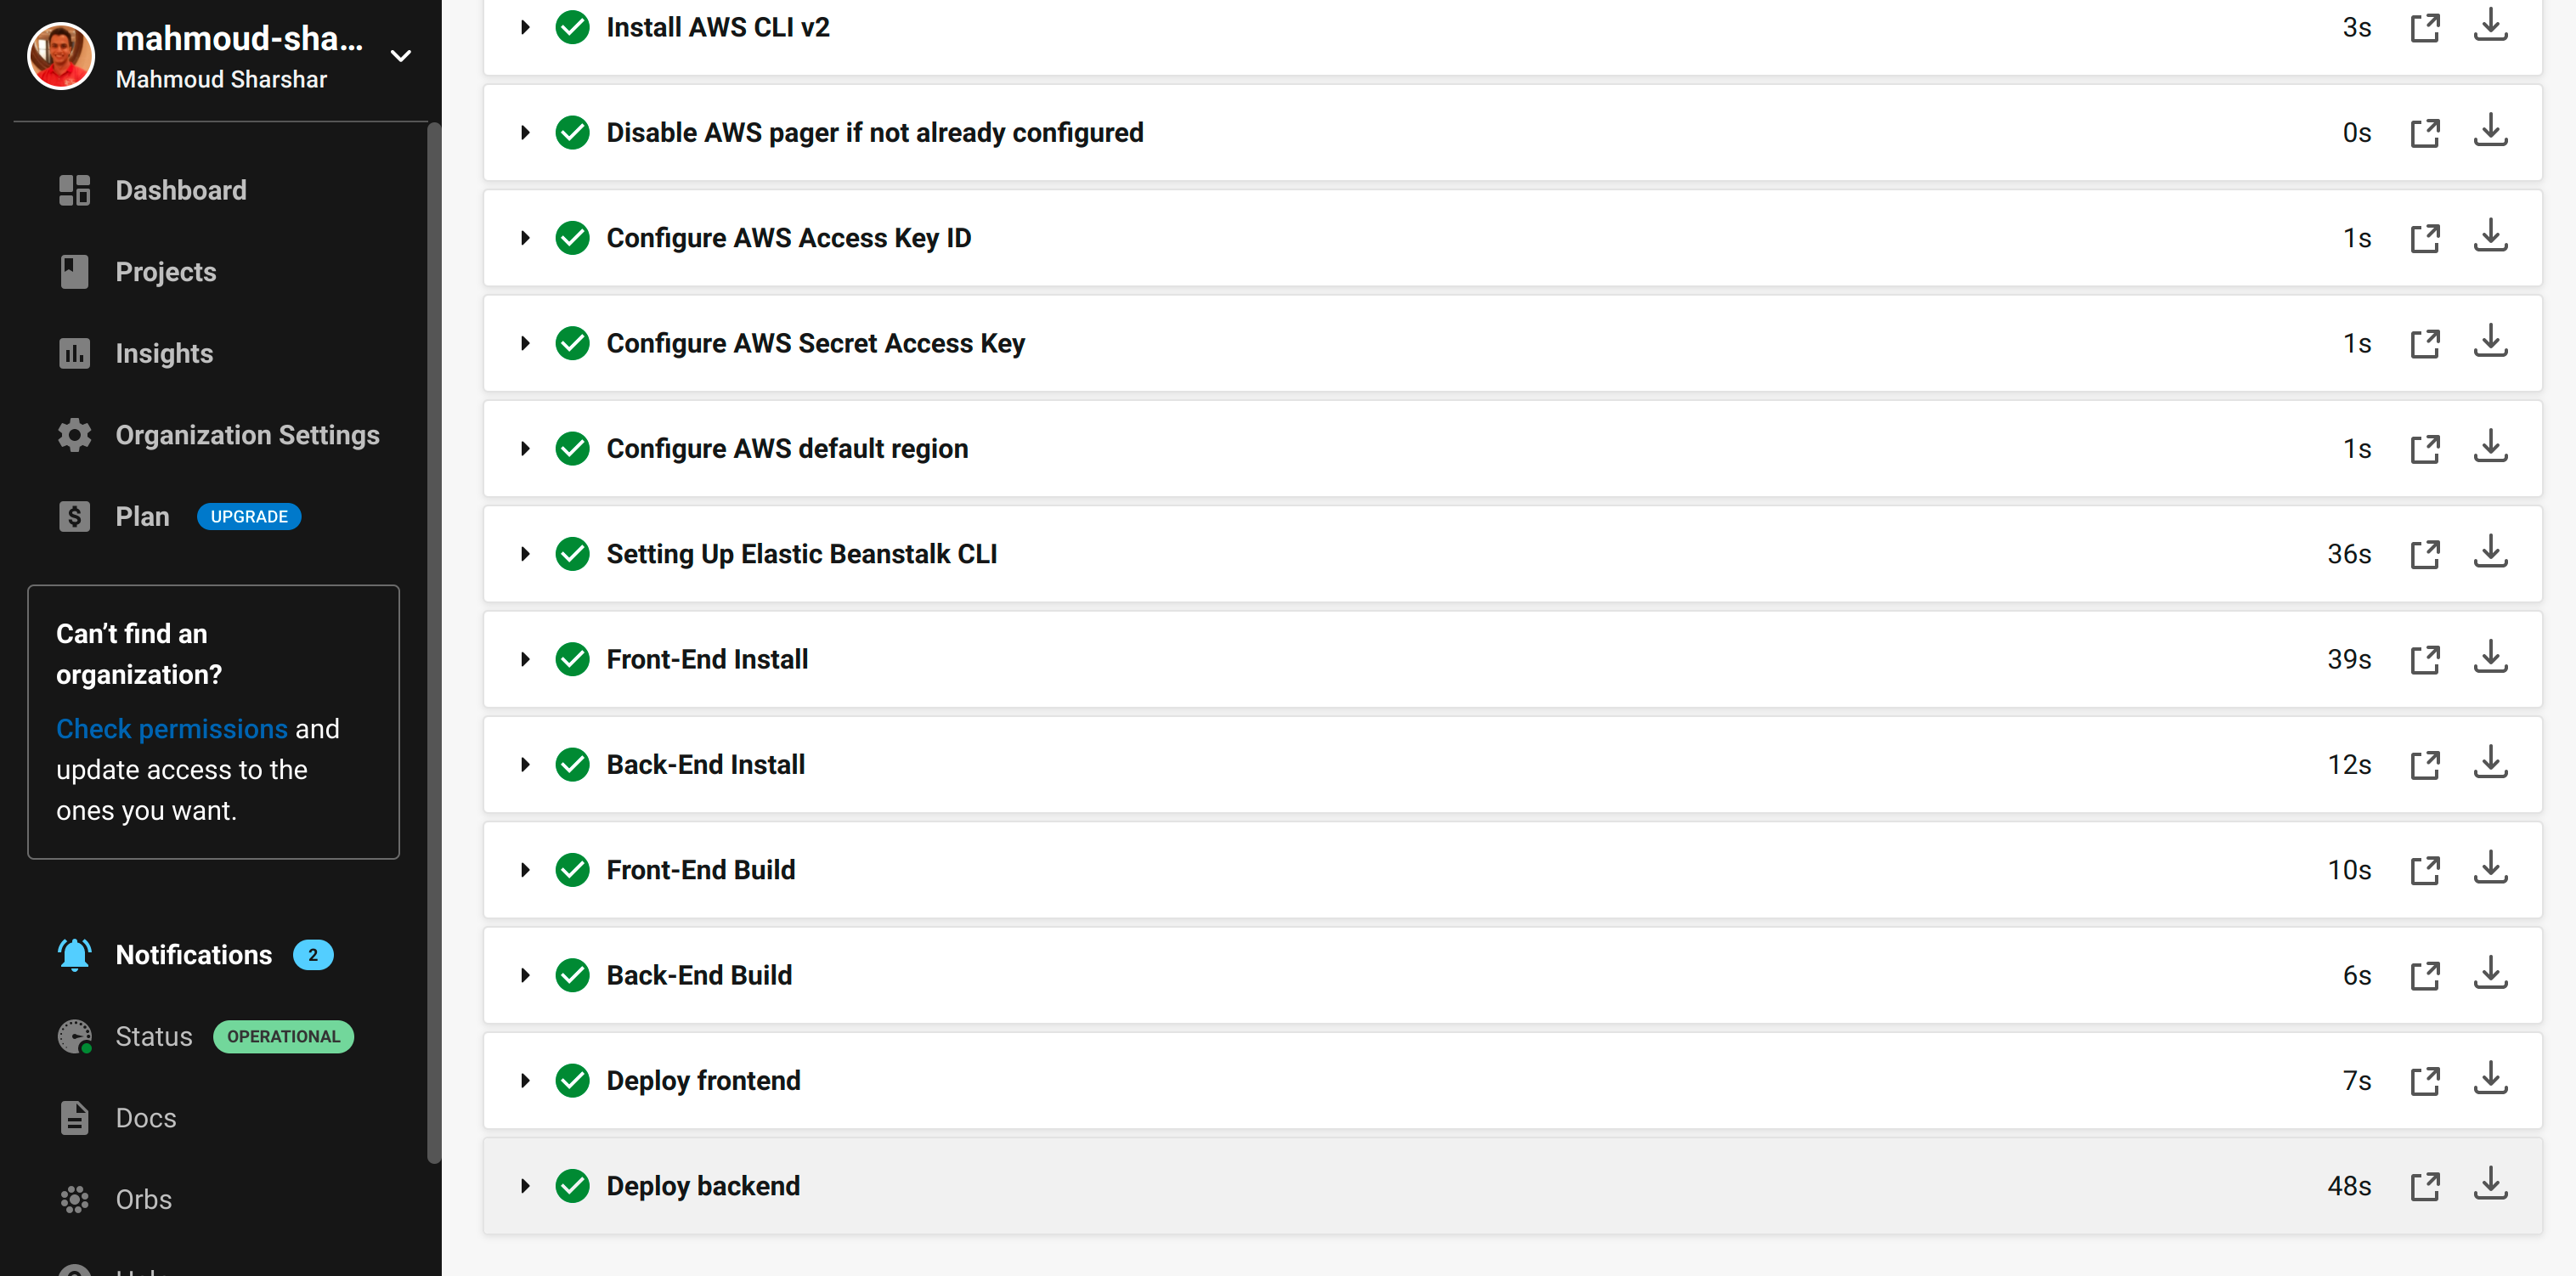 mahmoud-sha...
Mahmoud Sharshar
Dashboard
Projects
Insights
Organization Settings
Plan UPGRADE
Can’t find an
organization?
Check permissions and
update access to the
ones you want.
Notifications 2
Status OPERATIONAL
Docs
Orbs
Install AWS CLI v2 3s
Disable AWS pager if not already configured 0s
Configure AWS Access Key ID 1s
Configure AWS Secret Access Key 1s
Configure AWS default region 1s
Setting Up Elastic Beanstalk CLI 36s
Front-End Install 39s
Back-End Install 12s
Front-End Build 10s
Back-End Build 6s
Deploy frontend 7s
Deploy backend 48s